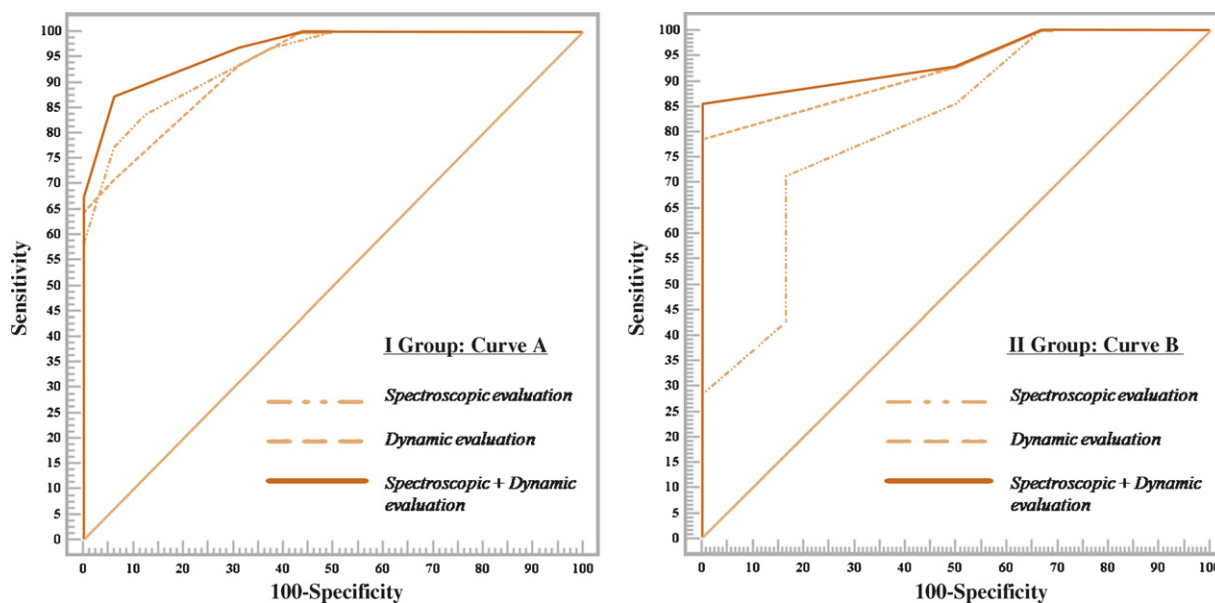 100
95
90
85
80
75
70
65
60
55
50
45
40
35
30
25
20
15
10
5
0
Sensitivity
I Group: Curve A
Spectroscopic evaluation
Dynamic evaluation
Spectroscopic + Dynamic
evaluation
0 10 20 30 40 50 60 70 80 90 100
100-Specificity
100
95
90
85
80
75
70
65
60
55
50
45
40
35
30
25
20
15
10
5
0
Sensitivity
II Group: Curve B
Spectroscopic evaluation
Dynamic evaluation
Spectroscopic + Dynamic
evaluation
0 10 20 30 40 50 60 70 80 90 100
100-Specificity